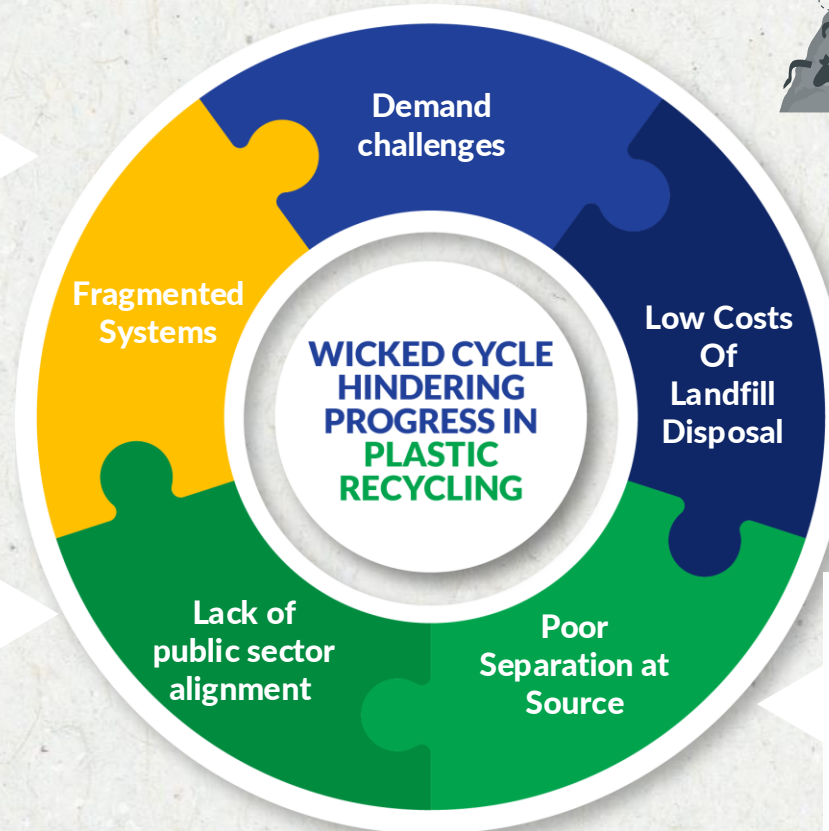 Demand
challenges
Low Costs
Of
Landfill
Disposal
Poor
Separation at
Source
Lack of
public sector
alignment
Fragmented
Systems
WICKED CYCLE
HINDERING
PROGRESS IN
PLASTIC
RECYCLING